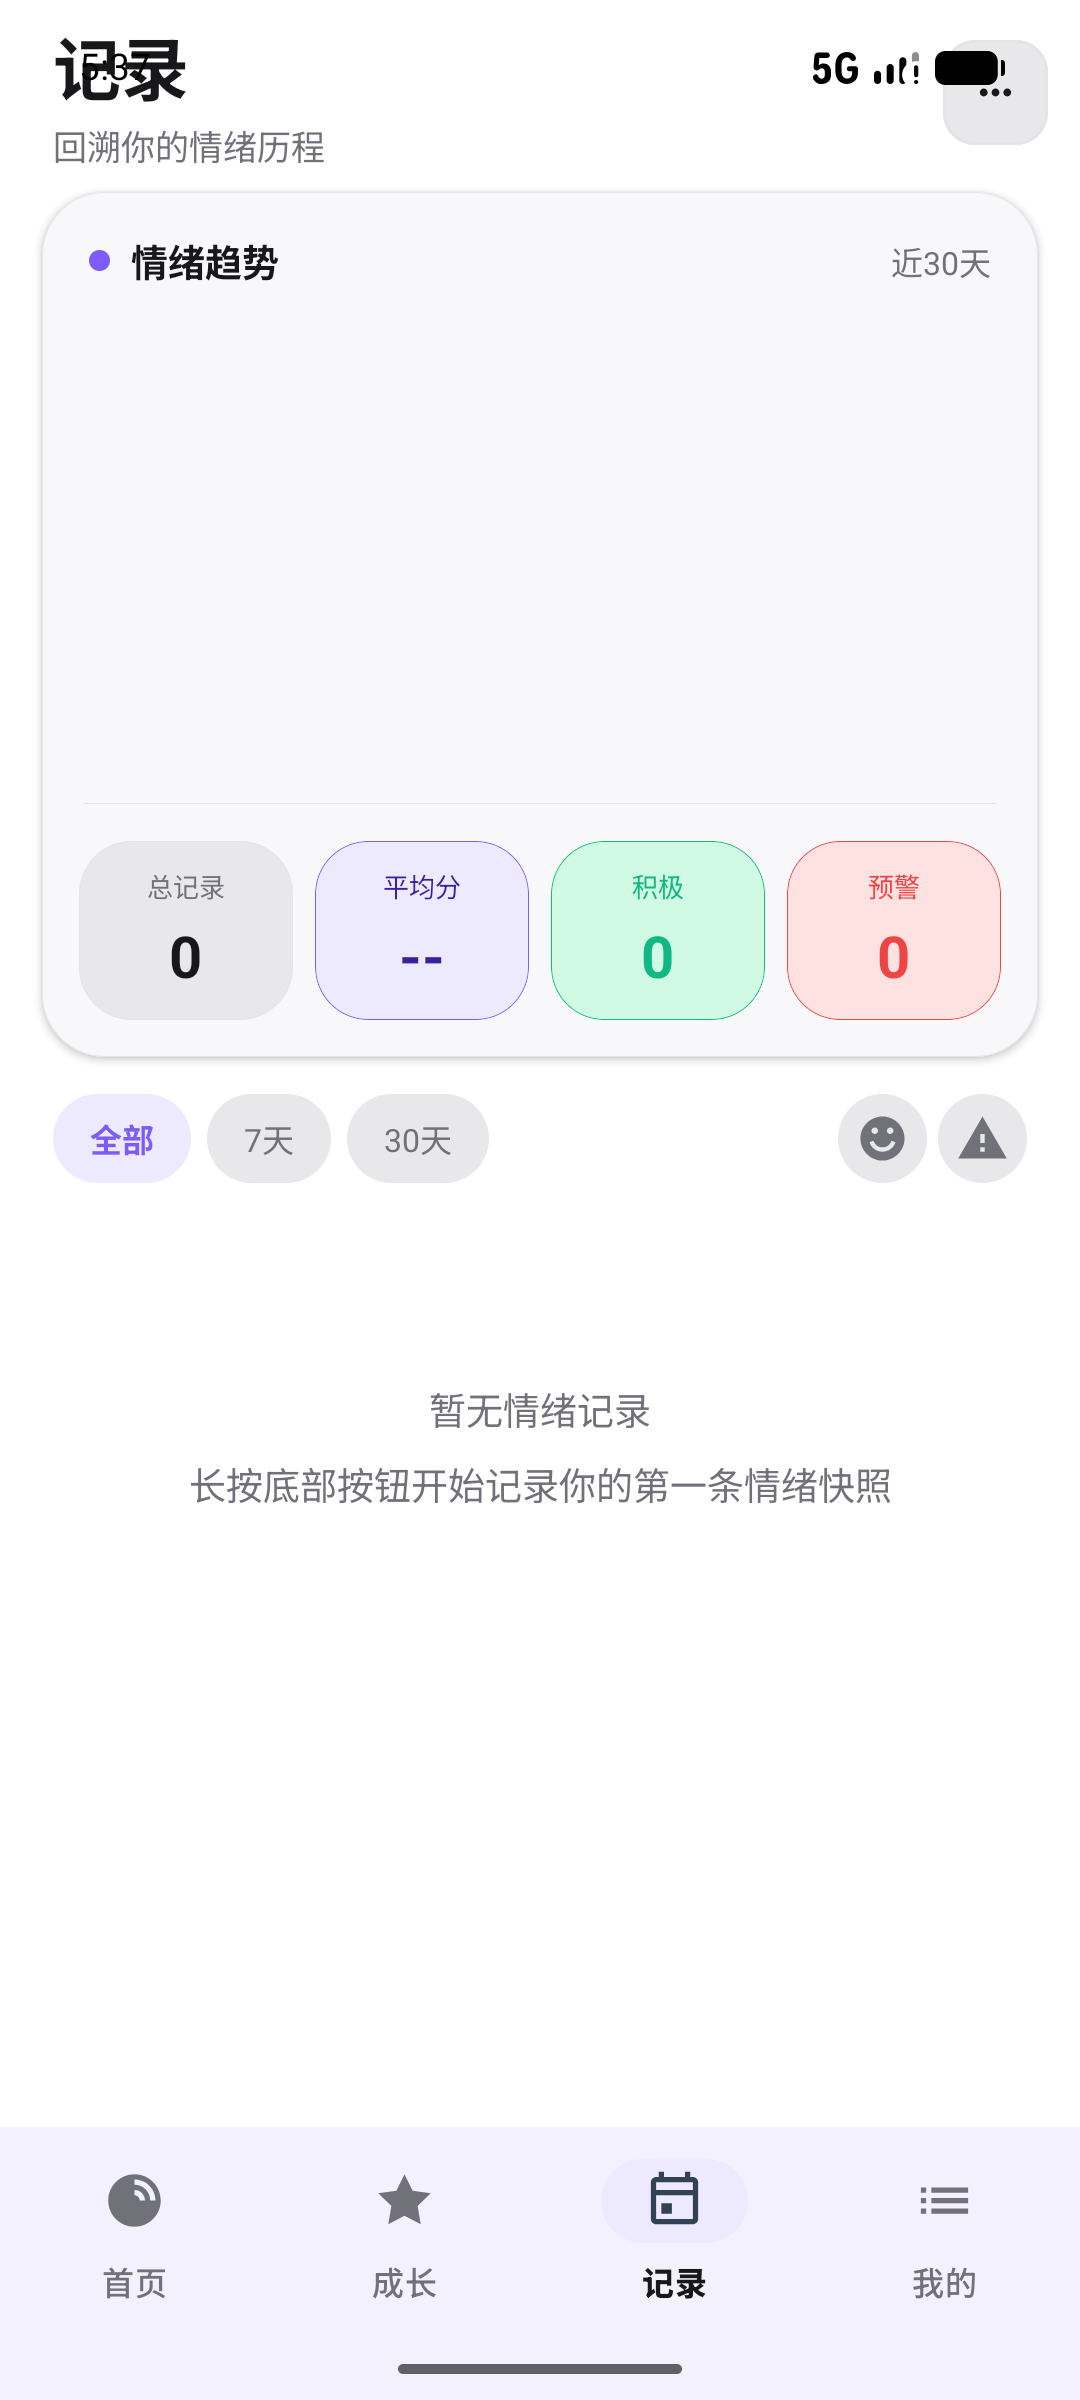 5:37
5G
记录
回溯你的情绪历程
情绪趋势
近30天
总记录
平均分
积极
预警
0
--
0
0
全部
7天
30天
暂无情绪记录
长按底部按钮开始记录你的第一条情绪快照
首页
成长
记录
我的